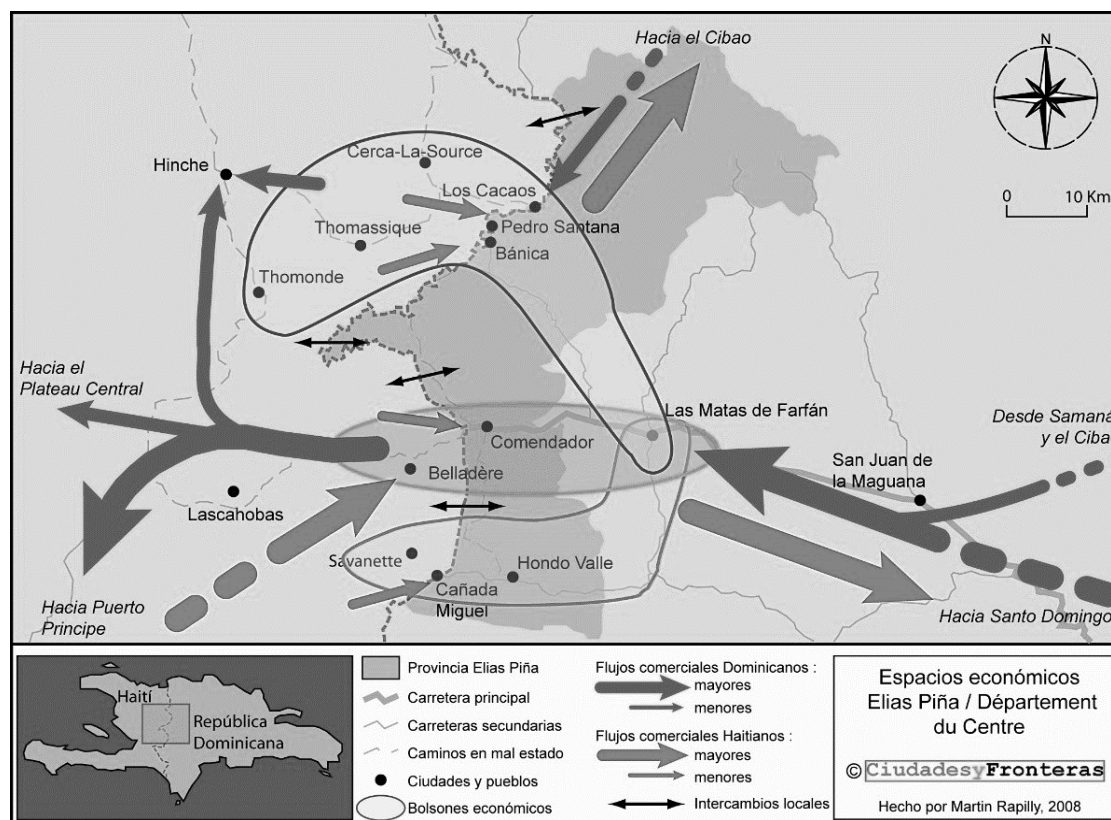 Hacia el Cibao
N
0 10 Km
Hinche
Cerca-La-Source
Los Cacaos
Pedro Santana
Thomassique
Bánica
Thomonde
Hacia el
Plateau Central
Las Matas de Farfán
Desde Samaná
y el Ciba
Comendador
Belladère
San Juan de
la Maguana
Lascahobas
Savanette
Hondo Valle
Cañada
Miguel
Hacia Puerto
Principe
Hacia Santo Domingo
Haití
República
Dominicana
Provincia Elias Piña
Carretera principal
Carreteras secundarias
Caminos en mal estado
Ciudades y pueblos
Bolsones económicos
Flujos comerciales Dominicanos :
mayores
menores
Flujos comerciales Haitianos :
mayores
menores
Intercambios locales
Espacios económicos
Elias Piña / Département
du Centre
© CiudadesyFronteras
Hecho por Martin Rapilly, 2008